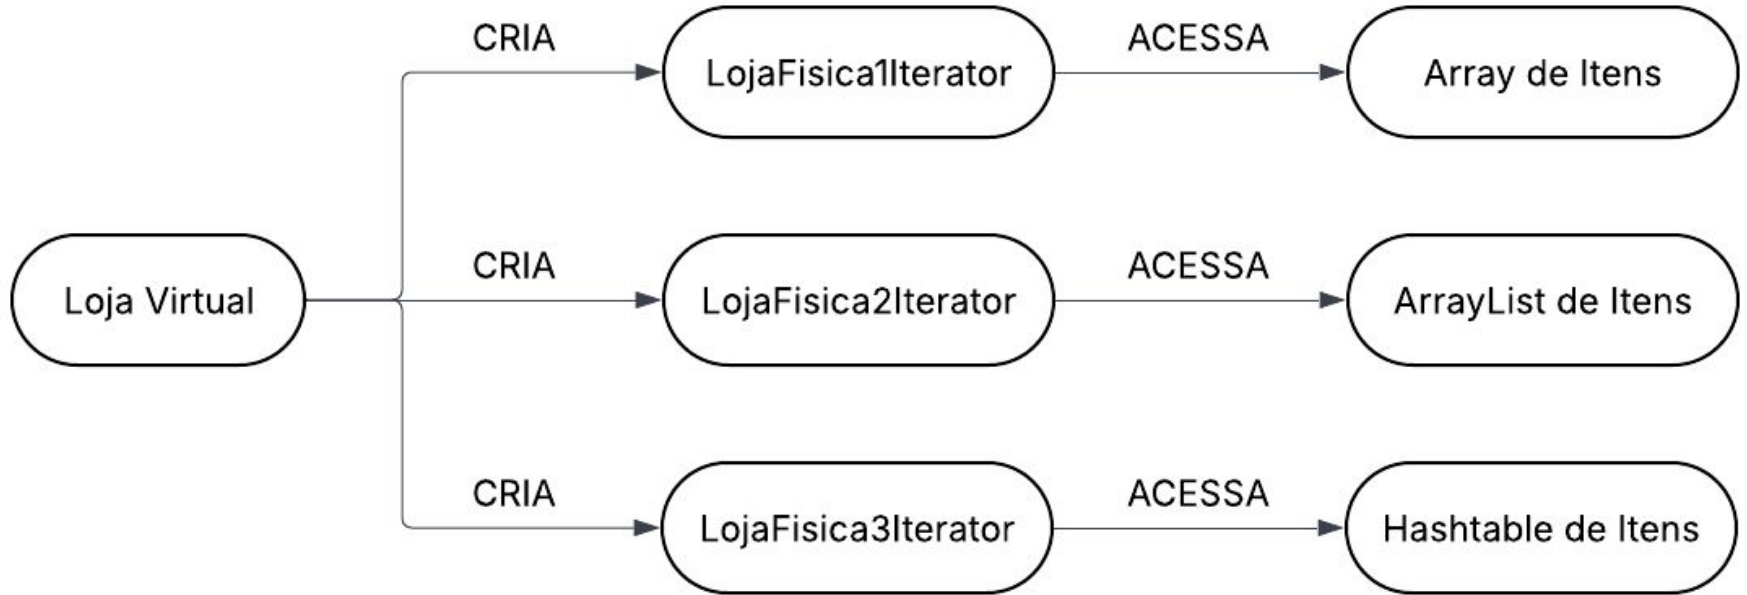 CRIA
LojaFisica1Iterator
ACESSA
Array de Itens
Loja Virtual
CRIA
LojaFisica2Iterator
ACESSA
ArrayList de Itens
CRIA
LojaFisica3Iterator
ACESSA
Hashtable de Itens